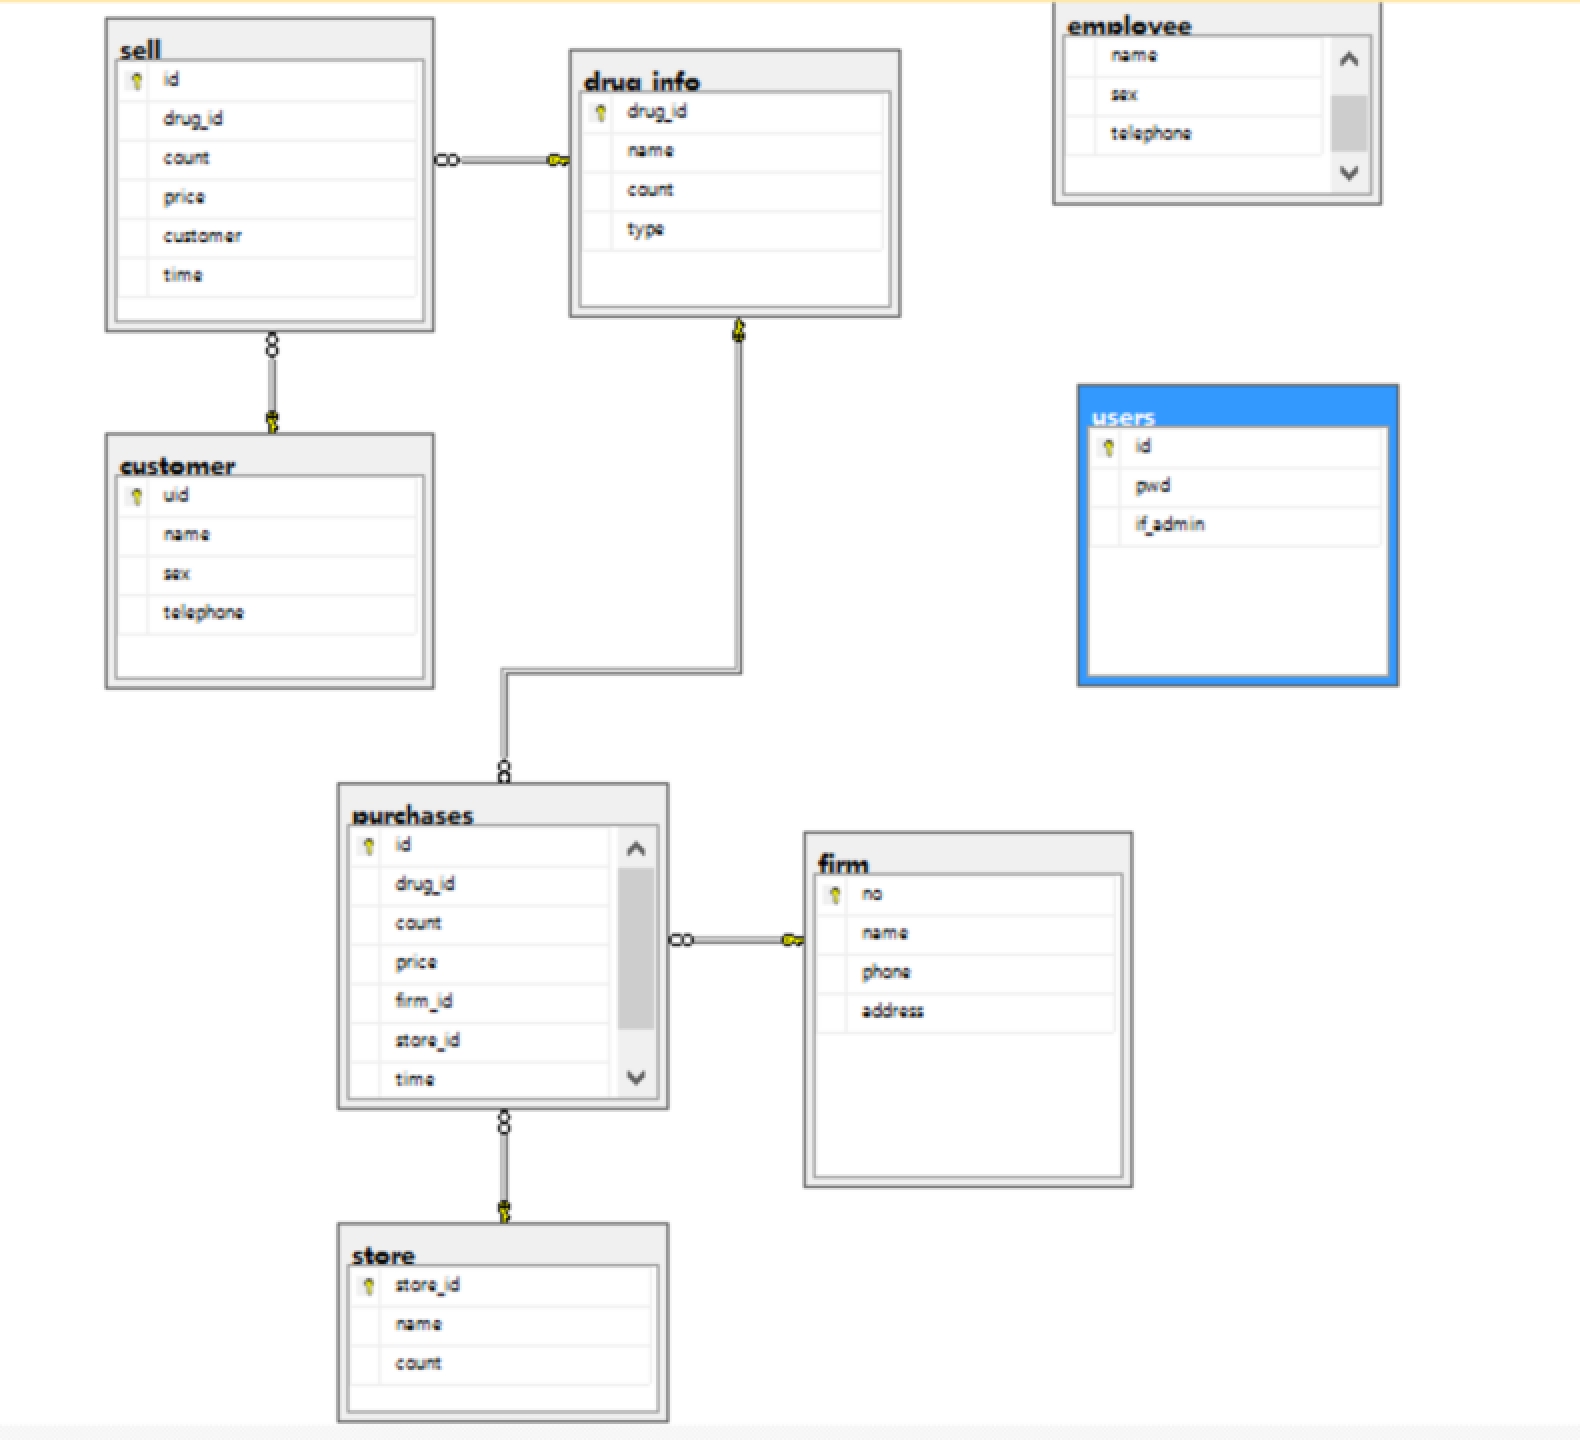 sell
id
drug_id
count
price
customer
time
drug_info
drug_id
name
count
type
employee
name
sex
telephone
customer
uid
name
sex
telephone
users
id
pwd
if_admin
purchases
id
drug_id
count
price
firm_id
store_id
time
firm
no
name
phone
address
store
store_id
name
count